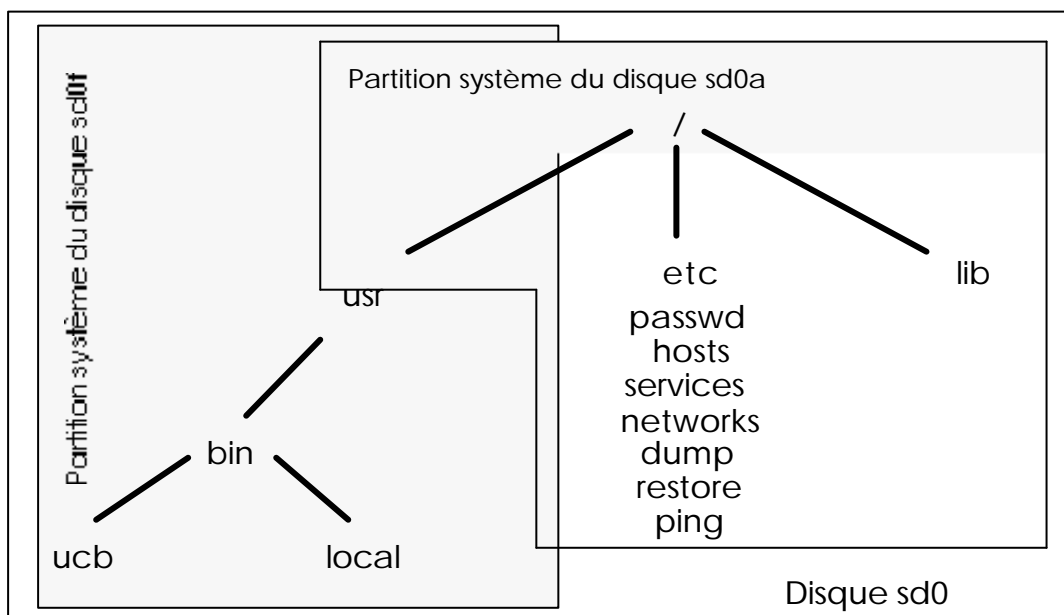 Partition système du disque sd0f
Partition système du disque sd0a
/
usr
etc
lib
passwd
hosts
services
networks
dump
restore
ping
bin
ucb
local
Disque sd0